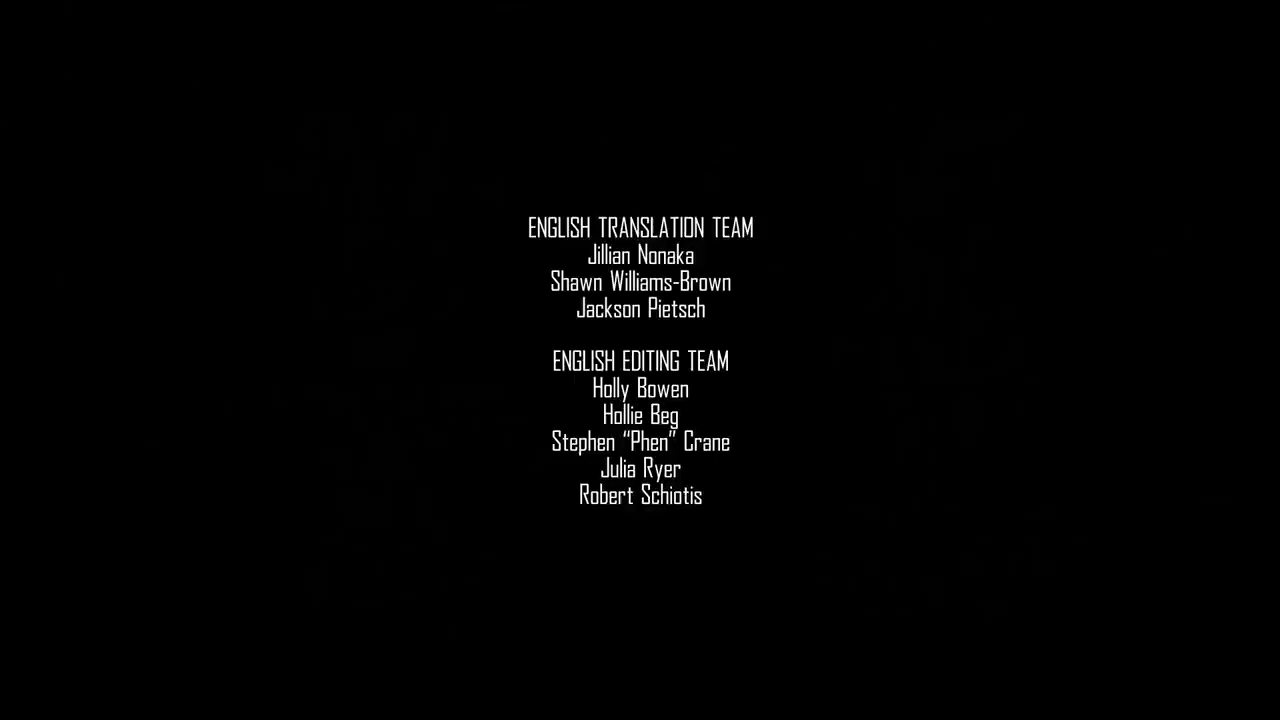 ENGLISH TRANSLATION TEAM
Jillian Nonaka
Shawn Williams-Brown
Jackson Pietsch
ENGLISH EDITING TEAM
Holly Bowen
Hollie Beg
Stephen “Phen” Crane
Julia Ryer
Robert Schiotis